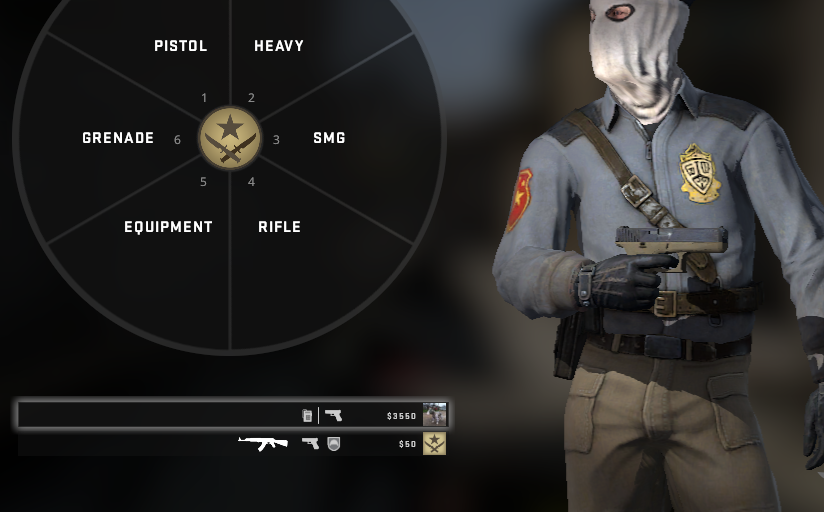 PISTOL HEAVY
1 2
GRENADE 6 3 SMG
5 4
EQUIPMENT RIFLE
$3550
$50